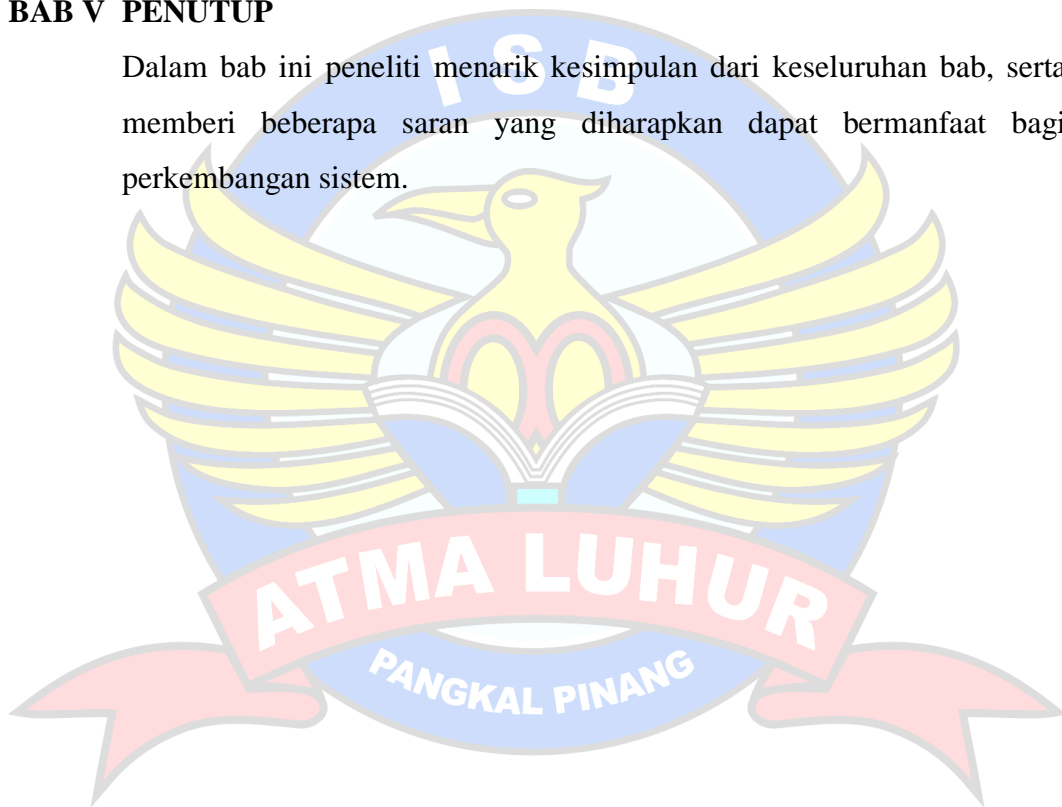 BAB V PENUTUP
Dalam bab ini peneliti menarik kesimpulan dari keseluruhan bab, serta
memberi beberapa saran yang diharapkan dapat bermanfaat bagi
perkembangan sistem.
ISB
ATMA LUHUR
PANGKAL PINANG